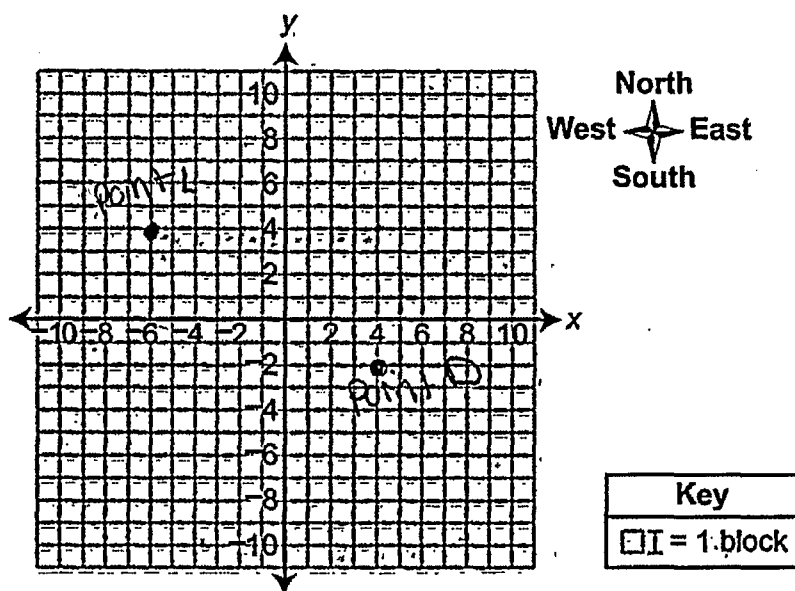 y
10
8
6
4
2
-10 -8 -6 -4 -2 2 4 6 8 10 x
-2
-4
-6
-8
-10
point L
point D
North
West East
South
Key
= 1 block